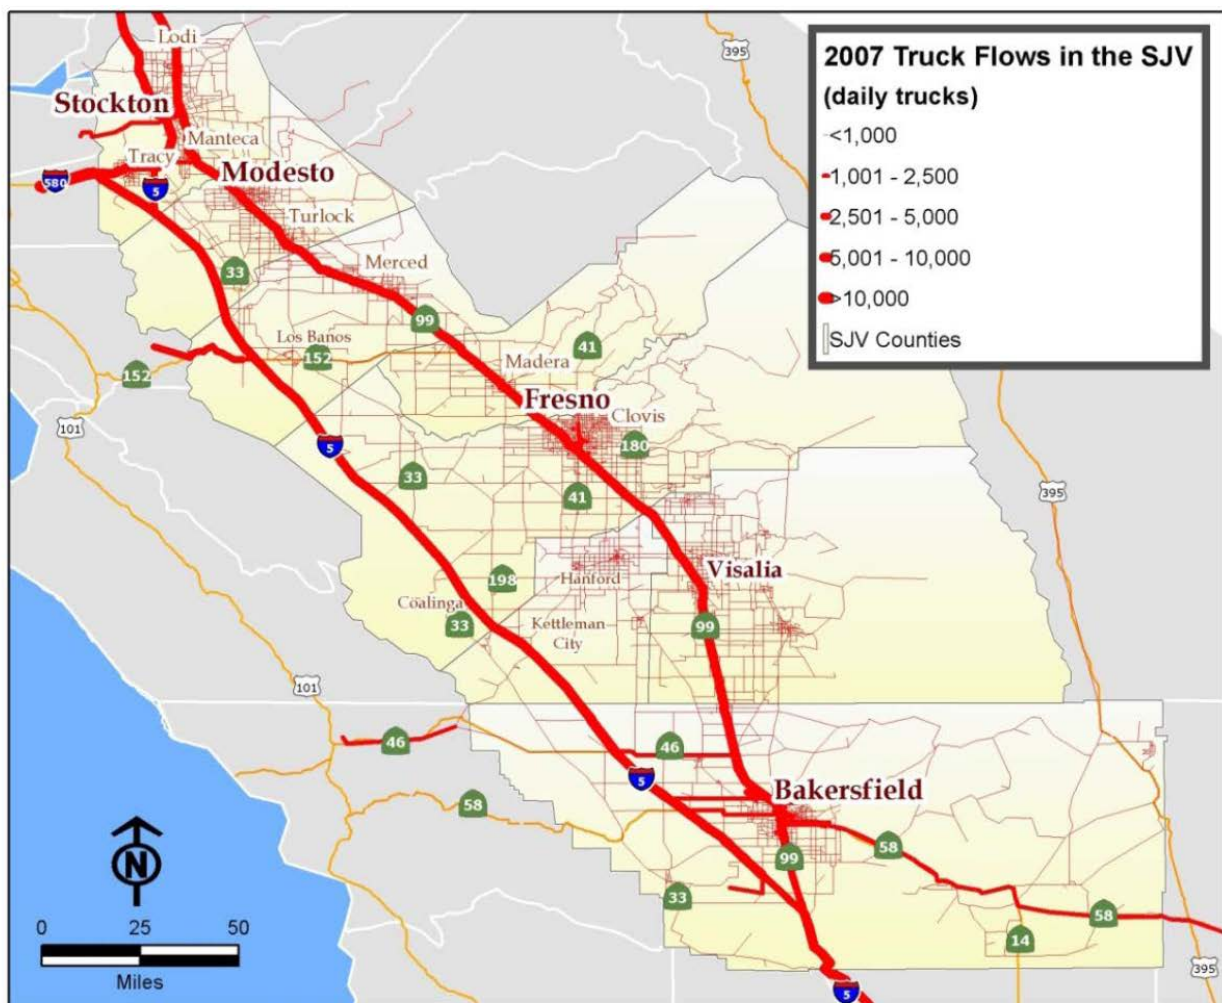 2007 Truck Flows in the SJV
(daily trucks)
<1,000
1,001 - 2,500
2,501 - 5,000
5,001 - 10,000
>10,000
SJV Counties
395
Lodi
Stockton
Manteca
Tracy
580
5
Modesto
Turlock
33
Merced
99
Los Banos
152
152
41
Madera
Fresno
Clovis
101
5
180
33
41
395
198
Hanford
Visalia
Coalinga
33
Kettleman
City
99
101
46
46
5
Bakersfield
58
99
58
33
58
14
395
5
N
0 25 50
Miles